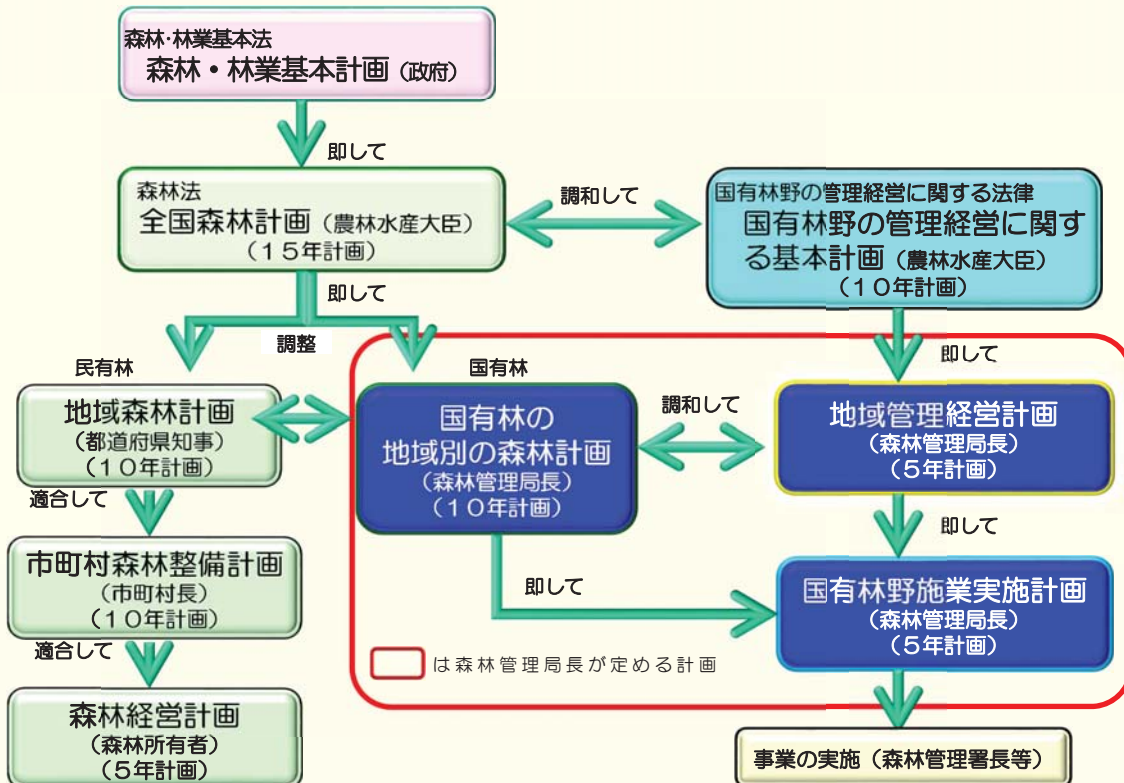 森林・林業基本法
森林・林業基本計画（政府）
即して
森林法
全国森林計画（農林水産大臣）
（１５年計画）
調和して
国有林野の管理経営に関する法律
国有林野の管理経営に関す
る基本計画（農林水産大臣）
（１０年計画）
即して
調整
民有林
国有林
即して
地域森林計画
（都道府県知事）
（１０年計画）
国有林の
地域別の森林計画
（森林管理局長）
（１０年計画）
調和して
地域管理経営計画
（森林管理局長）
（５年計画）
適合して
即して
市町村森林整備計画
（市町村長）
（１０年計画）
即して
国有林野施業実施計画
（森林管理局長）
（５年計画）
適合して
は森林管理局長が定める計画
森林経営計画
（森林所有者）
（５年計画）
事業の実施（森林管理署長等）